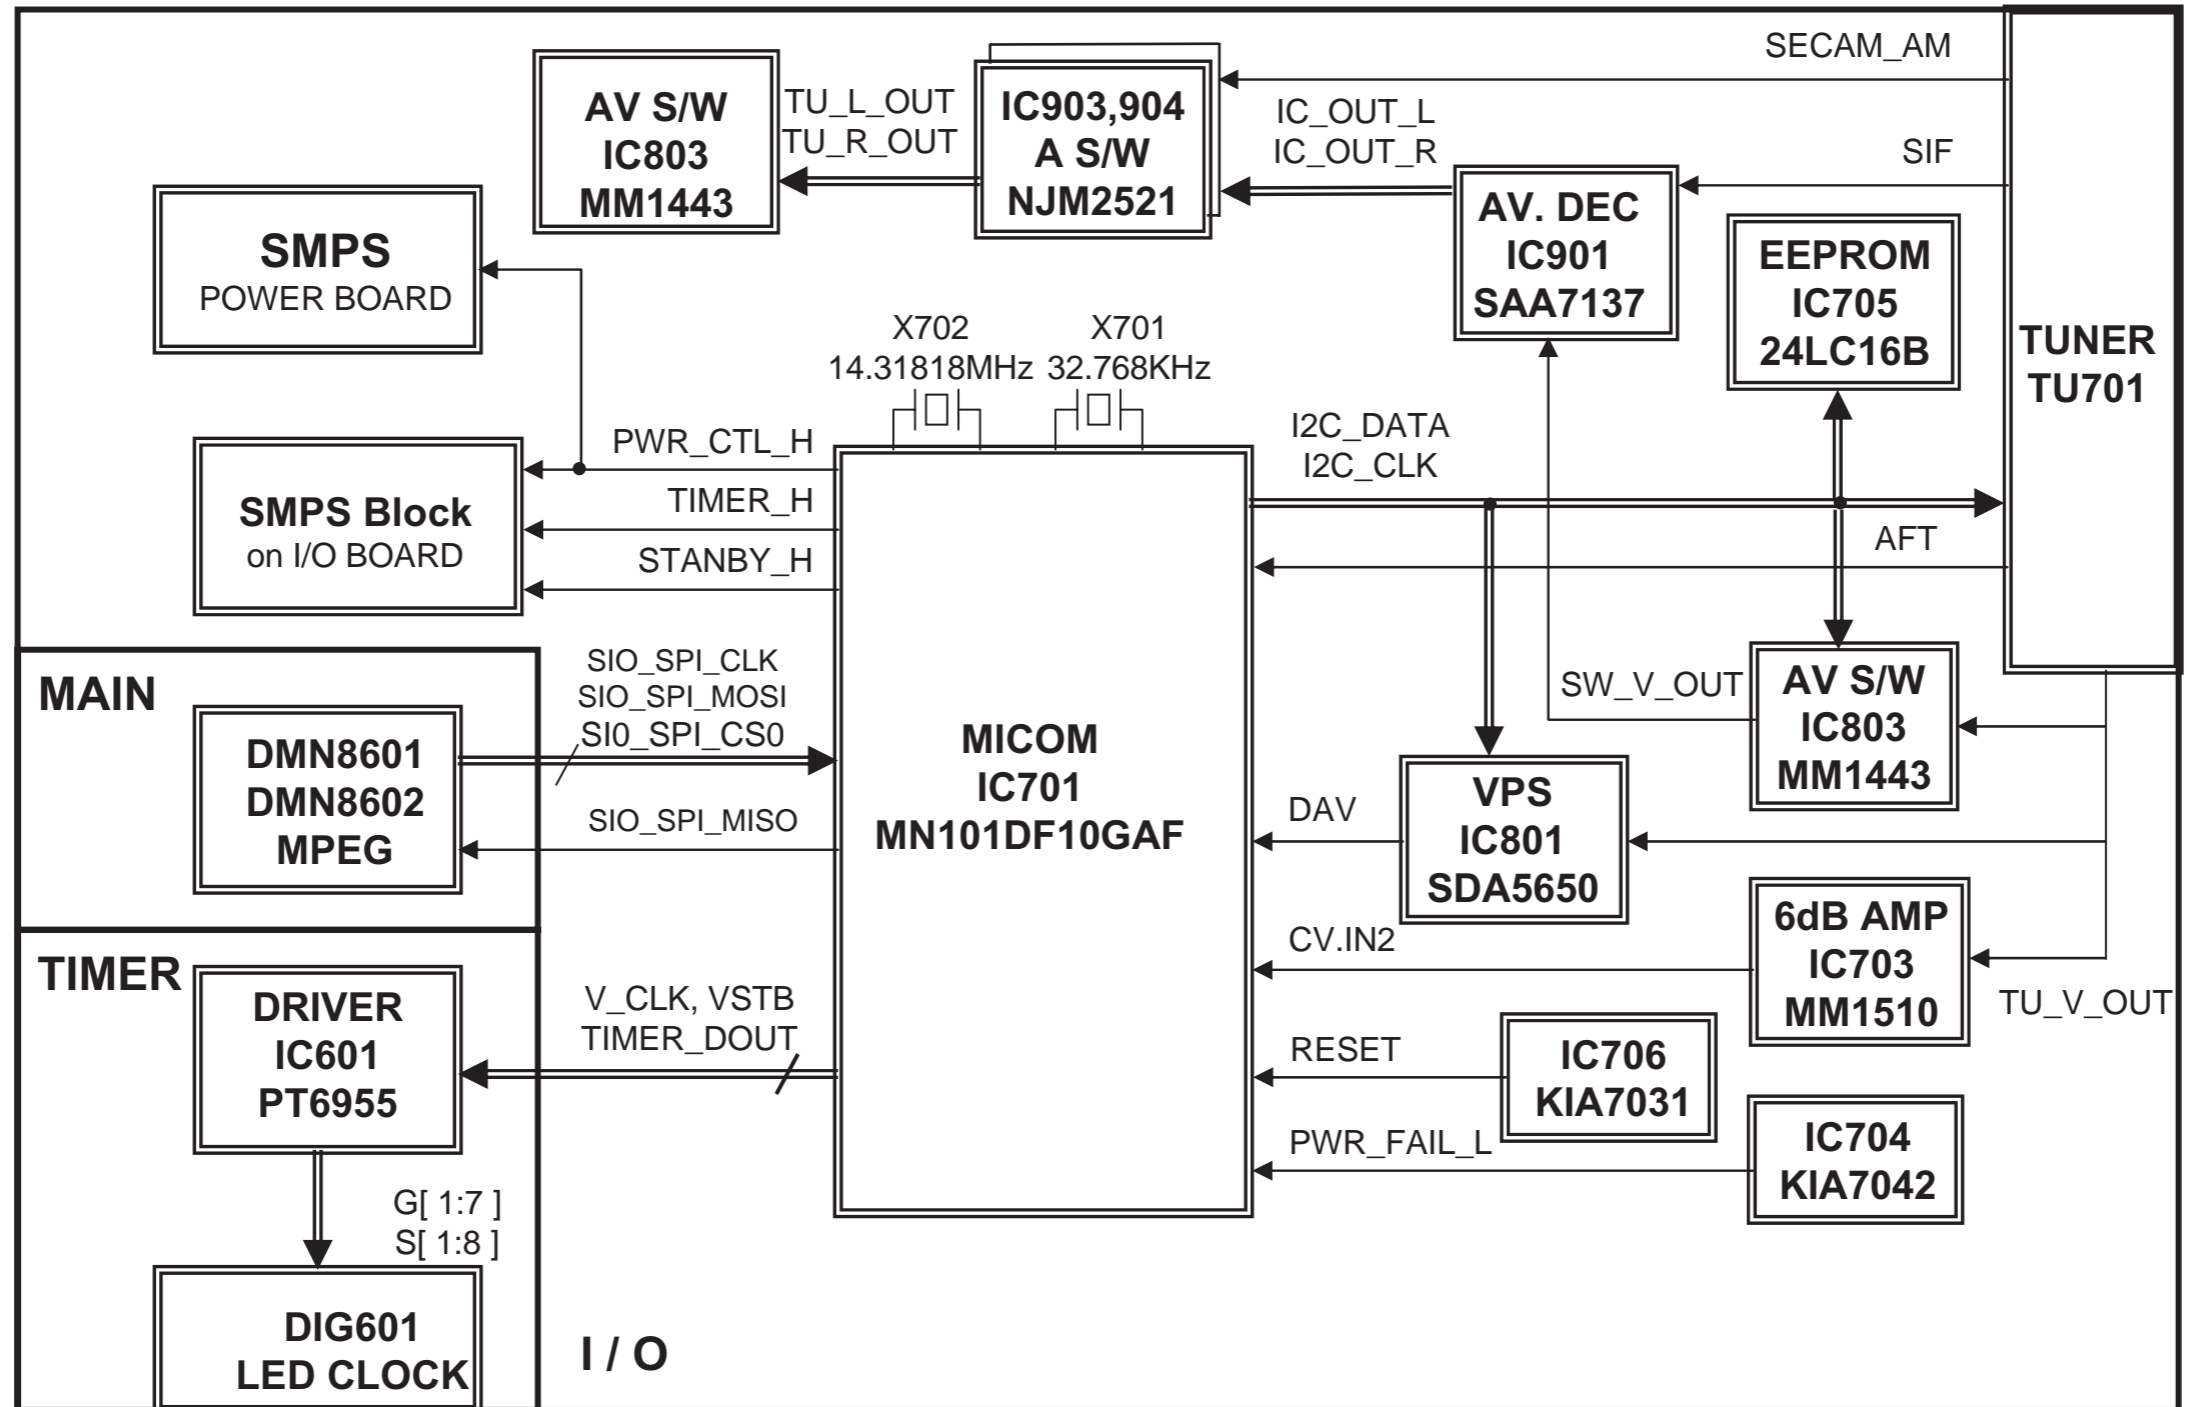 SECAM_AM
AV S/W
IC803
MM1443
TU_L_OUT
TU_R_OUT
IC903,904
A S/W
NJM2521
IC_OUT_L
IC_OUT_R
SIF
AV. DEC
IC901
SAA7137
EEPROM
IC705
24LC16B
TUNER
TU701
SMPS
POWER BOARD
X702
14.31818MHz
X701
32.768KHz
PWR_CTL_H
TIMER_H
STANBY_H
SMPS Block
on I/O BOARD
I2C_DATA
I2C_CLK
AFT
MAIN
DMN8601
DMN8602
MPEG
SIO_SPI_CLK
SIO_SPI_MOSI
SI0_SPI_CS0
SIO_SPI_MISO
MICOM
IC701
MN101DF10GAF
SW_V_OUT
AV S/W
IC803
MM1443
DAV
VPS
IC801
SDA5650
CV.IN2
6dB AMP
IC703
MM1510
TU_V_OUT
TIMER
DRIVER
IC601
PT6955
V_CLK, VSTB
TIMER_DOUT
RESET
IC706
KIA7031
PWR_FAIL_L
IC704
KIA7042
G[ 1:7 ]
S[ 1:8 ]
DIG601
LED CLOCK
I / O